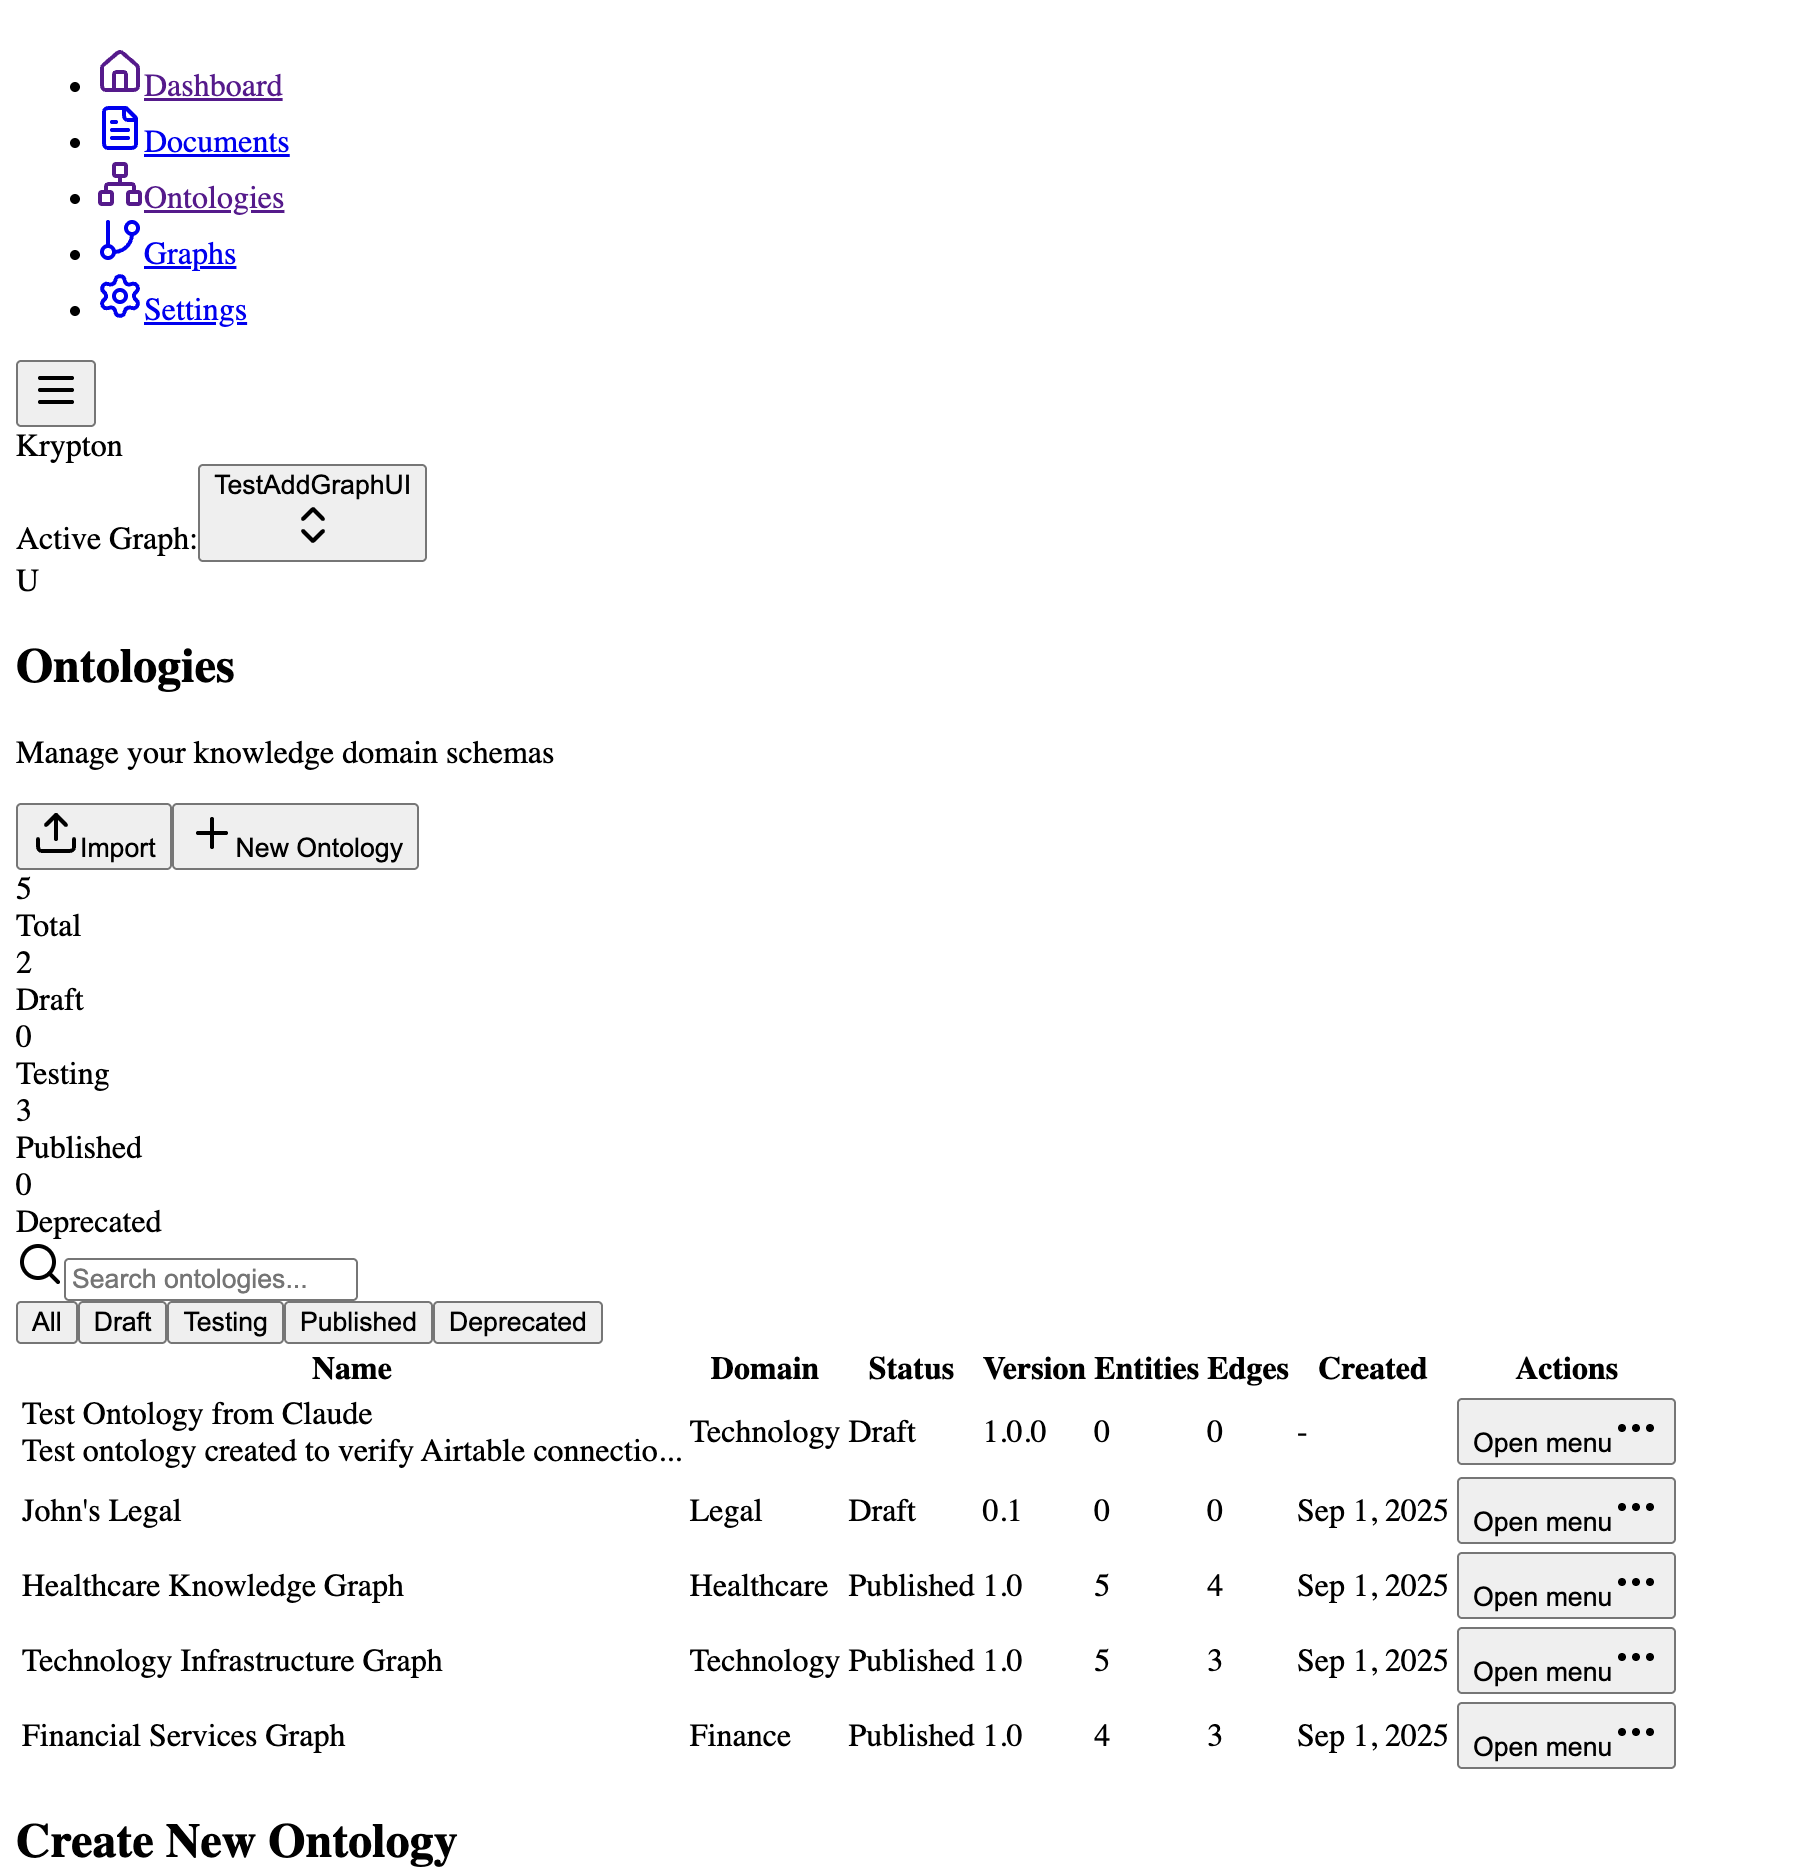 Dashboard
Documents
Ontologies
Graphs
Settings
Krypton
Active Graph: TestAddGraphUI
U
Ontologies
Manage your knowledge domain schemas
Import New Ontology
5
Total
2
Draft
0
Testing
3
Published
0
Deprecated
Search ontologies...
All Draft Testing Published Deprecated
Name Domain Status Version Entities Edges Created Actions
Test Ontology from Claude
Test ontology created to verify Airtable connectio... Technology Draft 1.0.0 0 0 - Open menu
John's Legal Legal Draft 0.1 0 0 Sep 1, 2025 Open menu
Healthcare Knowledge Graph Healthcare Published 1.0 5 4 Sep 1, 2025 Open menu
Technology Infrastructure Graph Technology Published 1.0 5 3 Sep 1, 2025 Open menu
Financial Services Graph Finance Published 1.0 4 3 Sep 1, 2025 Open menu
Create New Ontology